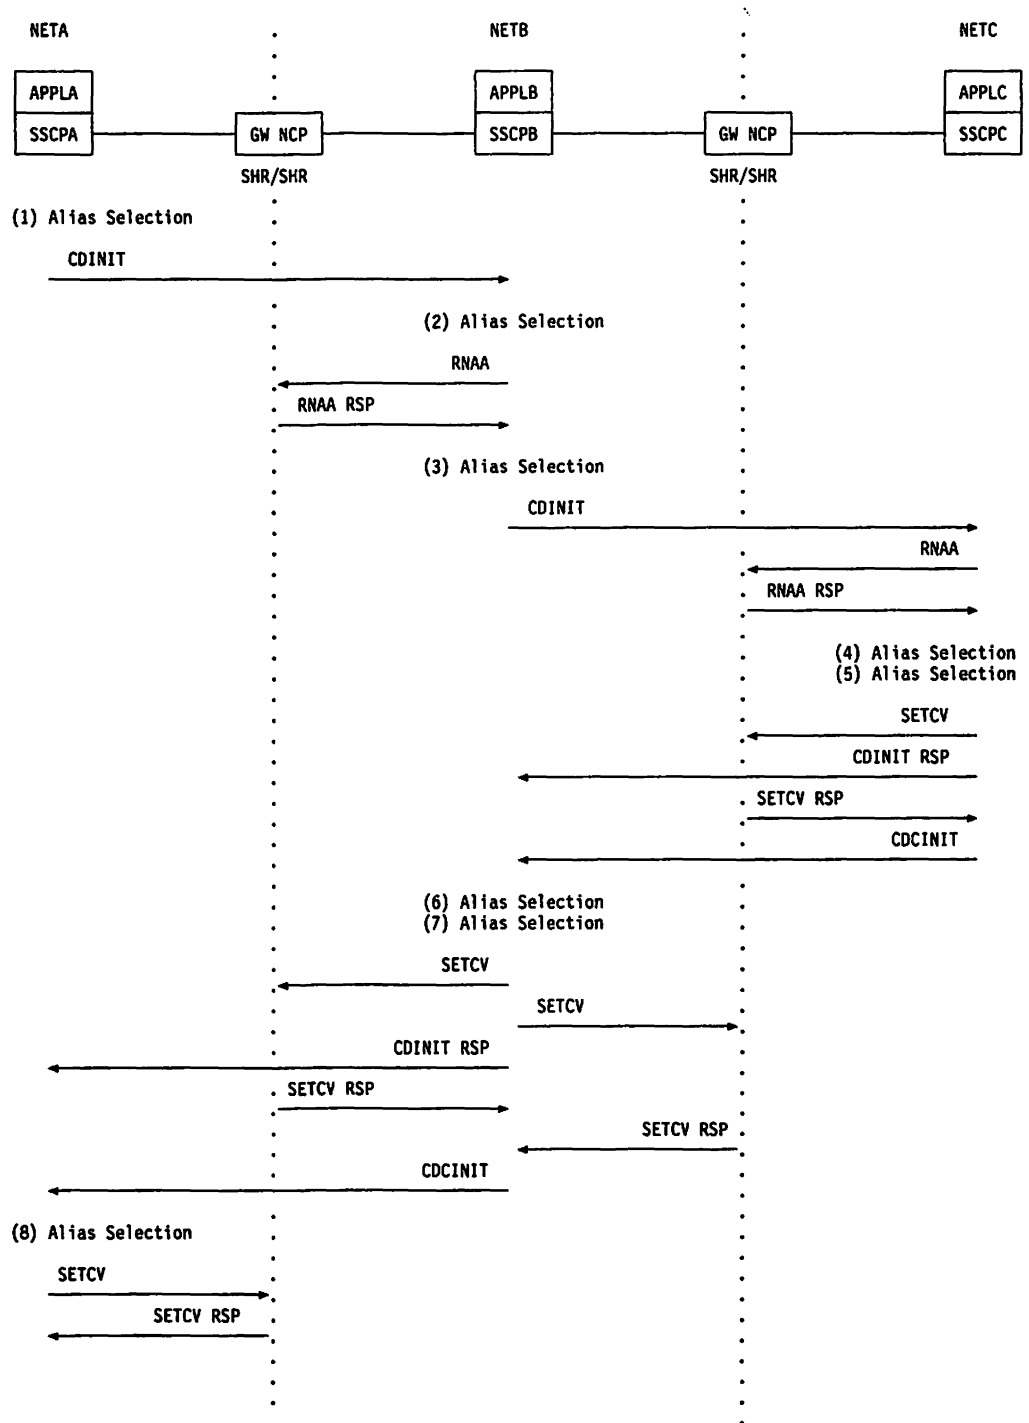 NETA NETB NETC
APPLA APPLB APPLC
SSCPA GW NCP SSCPB GW NCP SSCPC
SHR/SHR SHR/SHR
(1) Alias Selection
CDINIT
(2) Alias Selection
RNAA
RNAA RSP
(3) Alias Selection
CDINIT
RNAA
RNAA RSP
(4) Alias Selection
(5) Alias Selection
SETCV
CDINIT RSP
SETCV RSP
CDCINIT
(6) Alias Selection
(7) Alias Selection
SETCV
SETCV
CDINIT RSP
SETCV RSP
SETCV RSP
CDCINIT
(8) Alias Selection
SETCV
SETCV RSP